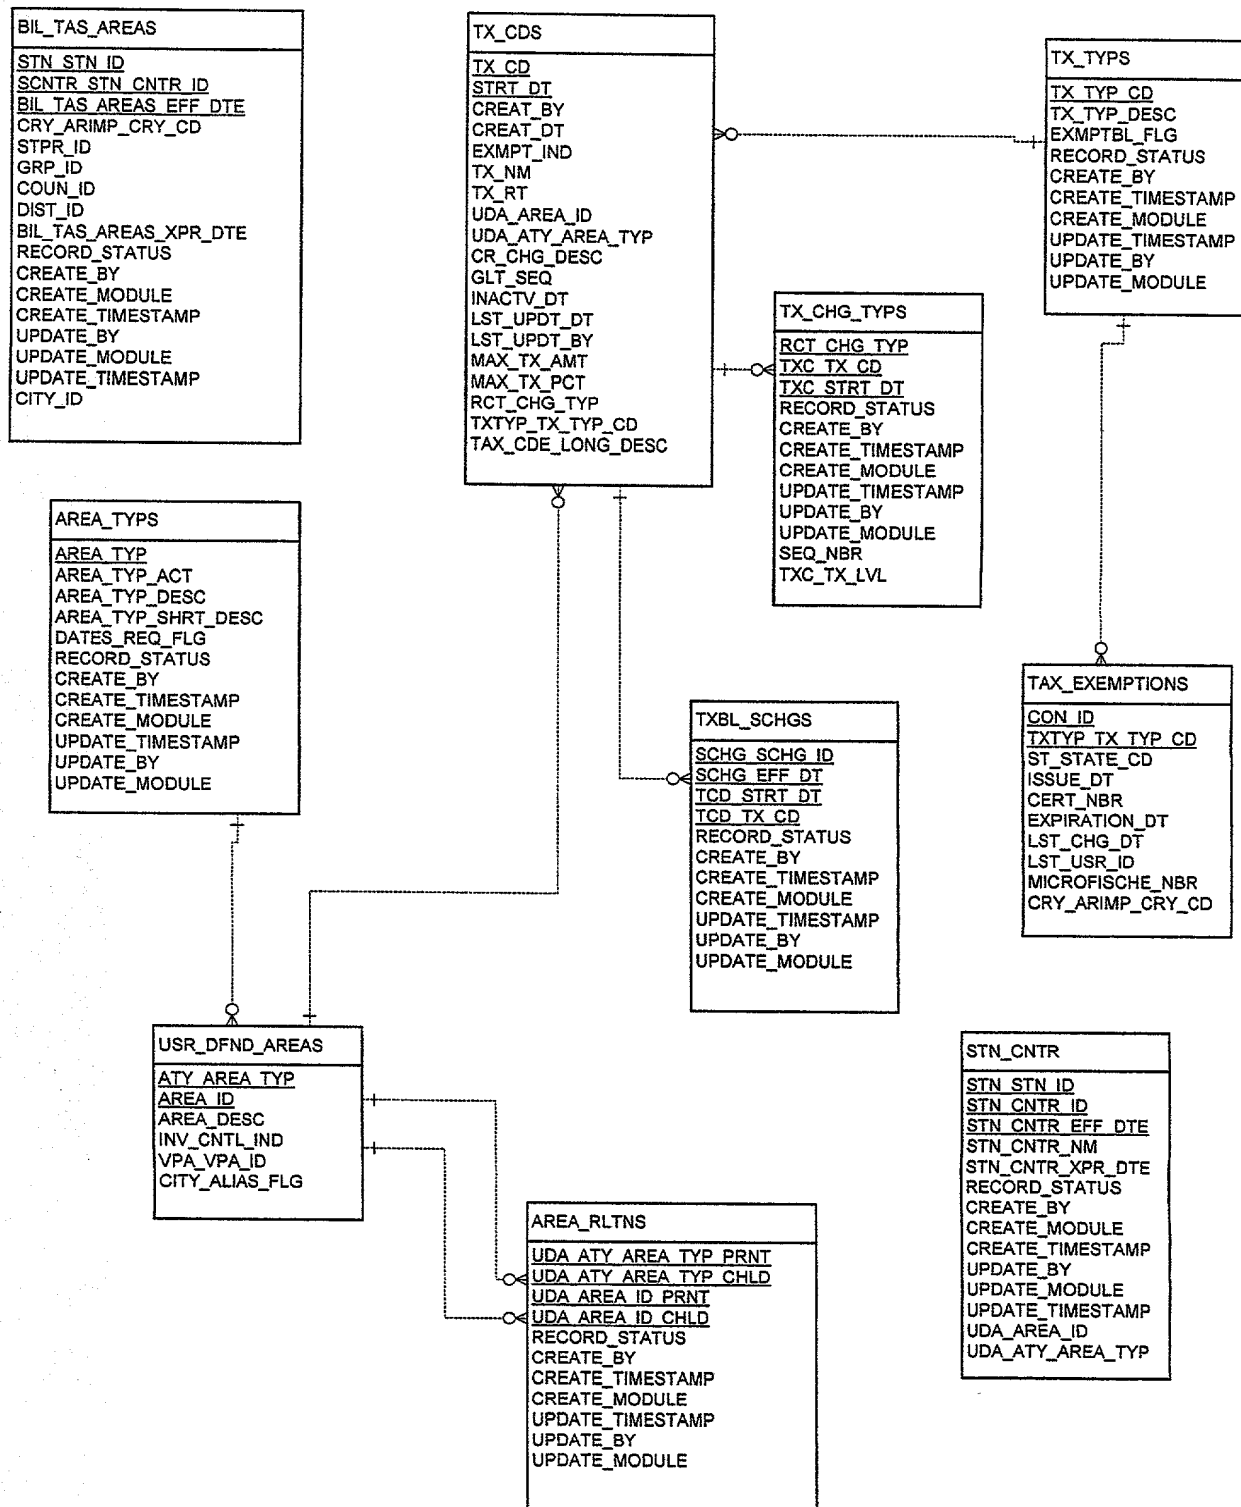 BIL_TAS_AREAS
STN_STN_ID
SCNTR_STN_CNTR_ID
BIL_TAS_AREAS_EFF_DTE
CRY_ARIMP_CRY_CD
STPR_ID
GRP_ID
COUN_ID
DIST_ID
BIL_TAS_AREAS_XPR_DTE
RECORD_STATUS
CREATE_BY
CREATE_MODULE
CREATE_TIMESTAMP
UPDATE_BY
UPDATE_MODULE
UPDATE_TIMESTAMP
CITY_ID
TX_CDS
TX_CD
STRT_DT
CREAT_BY
CREAT_DT
EXMPT_IND
TX_NM
TX_RT
UDA_AREA_ID
UDA_ATY_AREA_TYP
CR_CHG_DESC
GLT_SEQ
INACTV_DT
LST_UPDT_DT
LST_UPDT_BY
MAX_TX_AMT
MAX_TX_PCT
RCT_CHG_TYP
TXTYP_TX_TYP_CD
TAX_CDE_LONG_DESC
TX_TYPS
TX_TYP_CD
TX_TYP_DESC
EXMPTBL_FLG
RECORD_STATUS
CREATE_BY
CREATE_TIMESTAMP
CREATE_MODULE
UPDATE_TIMESTAMP
UPDATE_BY
UPDATE_MODULE
TX_CHG_TYPS
RCT_CHG_TYP
TXC_TX_CD
TXC_STRT_DT
RECORD_STATUS
CREATE_BY
CREATE_TIMESTAMP
CREATE_MODULE
UPDATE_TIMESTAMP
UPDATE_BY
UPDATE_MODULE
SEQ_NBR
TXC_TX_LVL
AREA_TYPS
AREA_TYP
AREA_TYP_ACT
AREA_TYP_DESC
AREA_TYP_SHRT_DESC
DATES_REQ_FLG
RECORD_STATUS
CREATE_BY
CREATE_TIMESTAMP
CREATE_MODULE
UPDATE_TIMESTAMP
UPDATE_BY
UPDATE_MODULE
TXBL_SCHGS
SCHG_SCHG_ID
SCHG_EFF_DT
TCD_STRT_DT
TCD_TX_CD
RECORD_STATUS
CREATE_BY
CREATE_TIMESTAMP
CREATE_MODULE
UPDATE_TIMESTAMP
UPDATE_BY
UPDATE_MODULE
TAX_EXEMPTIONS
CON_ID
TXTYP_TX_TYP_CD
ST_STATE_CD
ISSUE_DT
CERT_NBR
EXPIRATION_DT
LST_CHG_DT
LST_USR_ID
MICROFISCHE_NBR
CRY_ARIMP_CRY_CD
USR_DFND_AREAS
ATY_AREA_TYP
AREA_ID
AREA_DESC
INV_CNTL_IND
VPA_VPA_ID
CITY_ALIAS_FLG
STN_CNTR
STN_STN_ID
STN_CNTR_ID
STN_CNTR_EFF_DTE
STN_CNTR_NM
STN_CNTR_XPR_DTE
RECORD_STATUS
CREATE_BY
CREATE_MODULE
CREATE_TIMESTAMP
UPDATE_BY
UPDATE_MODULE
UPDATE_TIMESTAMP
UDA_AREA_ID
UDA_ATY_AREA_TYP
AREA_RLTNS
UDA_ATY_AREA_TYP_PRNT
UDA_ATY_AREA_TYP_CHLD
UDA_AREA_ID_PRNT
UDA_AREA_ID_CHLD
RECORD_STATUS
CREATE_BY
CREATE_TIMESTAMP
CREATE_MODULE
UPDATE_TIMESTAMP
UPDATE_BY
UPDATE_MODULE